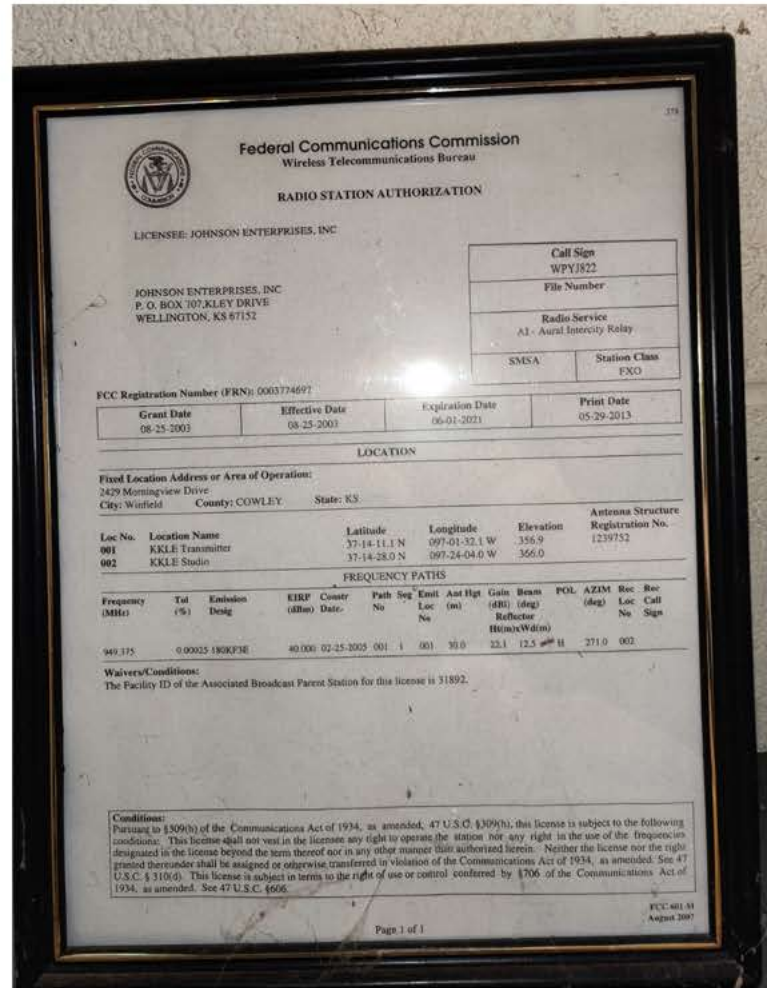 378
Federal Communications Commission
Wireless Telecommunications Bureau
RADIO STATION AUTHORIZATION
LICENSEE: JOHNSON ENTERPRISES, INC
JOHNSON ENTERPRISES, INC
P. O. BOX 707,KLEY DRIVE
WELLINGTON, KS 67152
Call Sign
WPYJ822
File Number
Radio Service
AI - Aural Intercity Relay
SMSA Station Class
FXO
FCC Registration Number (FRN): 0003774697
Grant Date Effective Date Expiration Date Print Date
08-25-2003 08-25-2003 06-01-2021 05-29-2013
LOCATION
Fixed Location Address or Area of Operation:
2429 Morningview Drive
City: Winfield County: COWLEY State: KS
Loc No. Location Name Latitude Longitude Elevation Antenna Structure Registration No.
001 KKLE Transmitter 37-14-11.1 N 097-01-32.1 W 356.9 1239752
002 KKLE Studio 37-14-28.0 N 097-24-04.0 W 366.0
FREQUENCY PATHS
Frequency (MHz) Tol (%) Emission Desig EIRP (dBm) Constr Date Path No Seg Emit Loc No Ant Hgt (m) Gain (dBi) Beam (deg) Reflector Ht(m)xWd(m) POL AZIM (deg) Rec Loc No Rec Call Sign
949.375 0.00025 180KF3E 40.000 02-25-2005 001 1 001 30.0 22.1 12.5 H 271.0 002
Waivers/Conditions:
The Facility ID of the Associated Broadcast Parent Station for this license is 31892.
Conditions:
Pursuant to §309(h) of the Communications Act of 1934, as amended, 47 U.S.C. §309(h), this license is subject to the following
conditions: This license shall not vest in the licensee any right to operate the station nor any right in the use of the frequencies
designated in the license beyond the term thereof nor in any other manner than authorized herein. Neither the license nor the right
granted thereunder shall be assigned or otherwise transferred in violation of the Communications Act of 1934, as amended. See 47
U.S.C. § 310(d). This license is subject in terms to the right of use or control conferred by §706 of the Communications Act of
1934, as amended. See 47 U.S.C. §606.
FCC 601-M
August 2007
Page 1 of 1